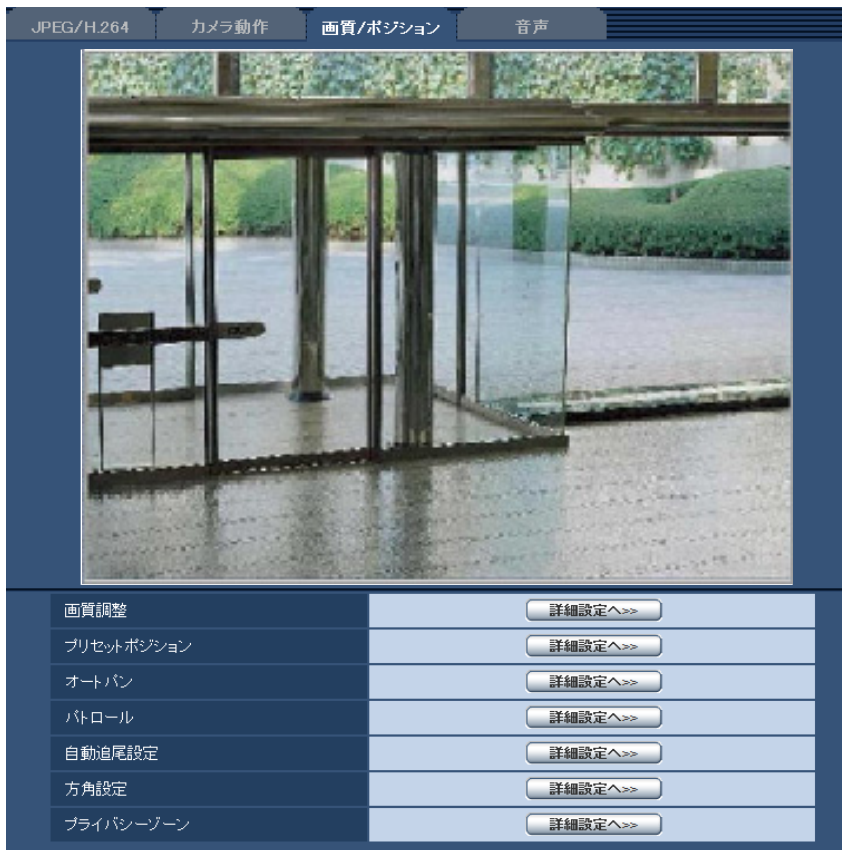 JPEG/H.264 カメラ動作 画質/ポジション 音声
画質調整 詳細設定へ>>
プリセットポジション 詳細設定へ>>
オートパン 詳細設定へ>>
パトロール 詳細設定へ>>
自動追尾設定 詳細設定へ>>
方角設定 詳細設定へ>>
プライバシーゾーン 詳細設定へ>>